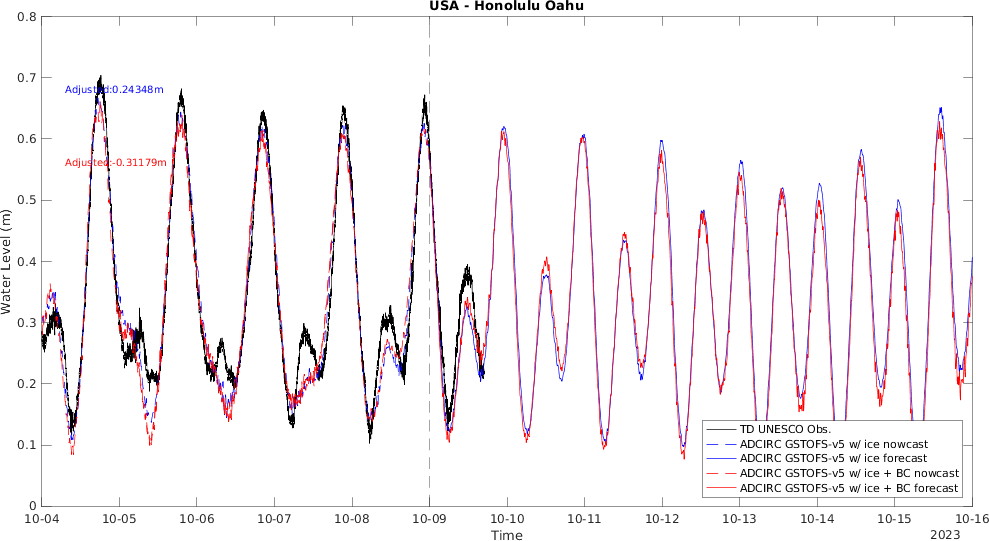 USA - Honolulu Oahu
0.8
0.7
0.6
0.5
0.4
0.3
0.2
0.1
0
Water Level (m)
Adjusted:0.24348m
Adjusted:-0.31179m
TD UNESCO Obs.
ADCIRC GSTOFS-v5 w/ ice nowcast
ADCIRC GSTOFS-v5 w/ ice forecast
ADCIRC GSTOFS-v5 w/ ice + BC nowcast
ADCIRC GSTOFS-v5 w/ ice + BC forecast
10-04 10-05 10-06 10-07 10-08 10-09 10-10 10-11 10-12 10-13 10-14 10-15 10-16
Time
2023